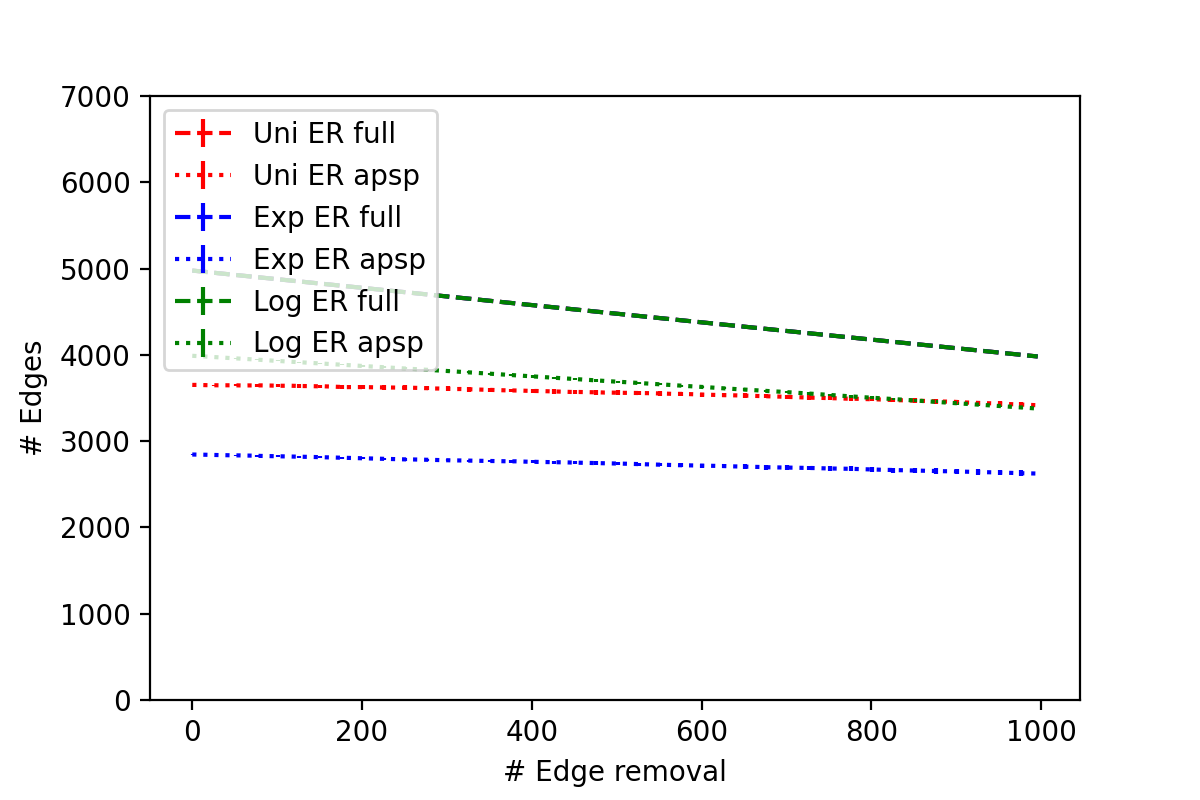 7000
6000
5000
4000
3000
2000
1000
0
# Edges
Uni ER full
Uni ER apsp
Exp ER full
Exp ER apsp
Log ER full
Log ER apsp
0 200 400 600 800 1000
# Edge removal